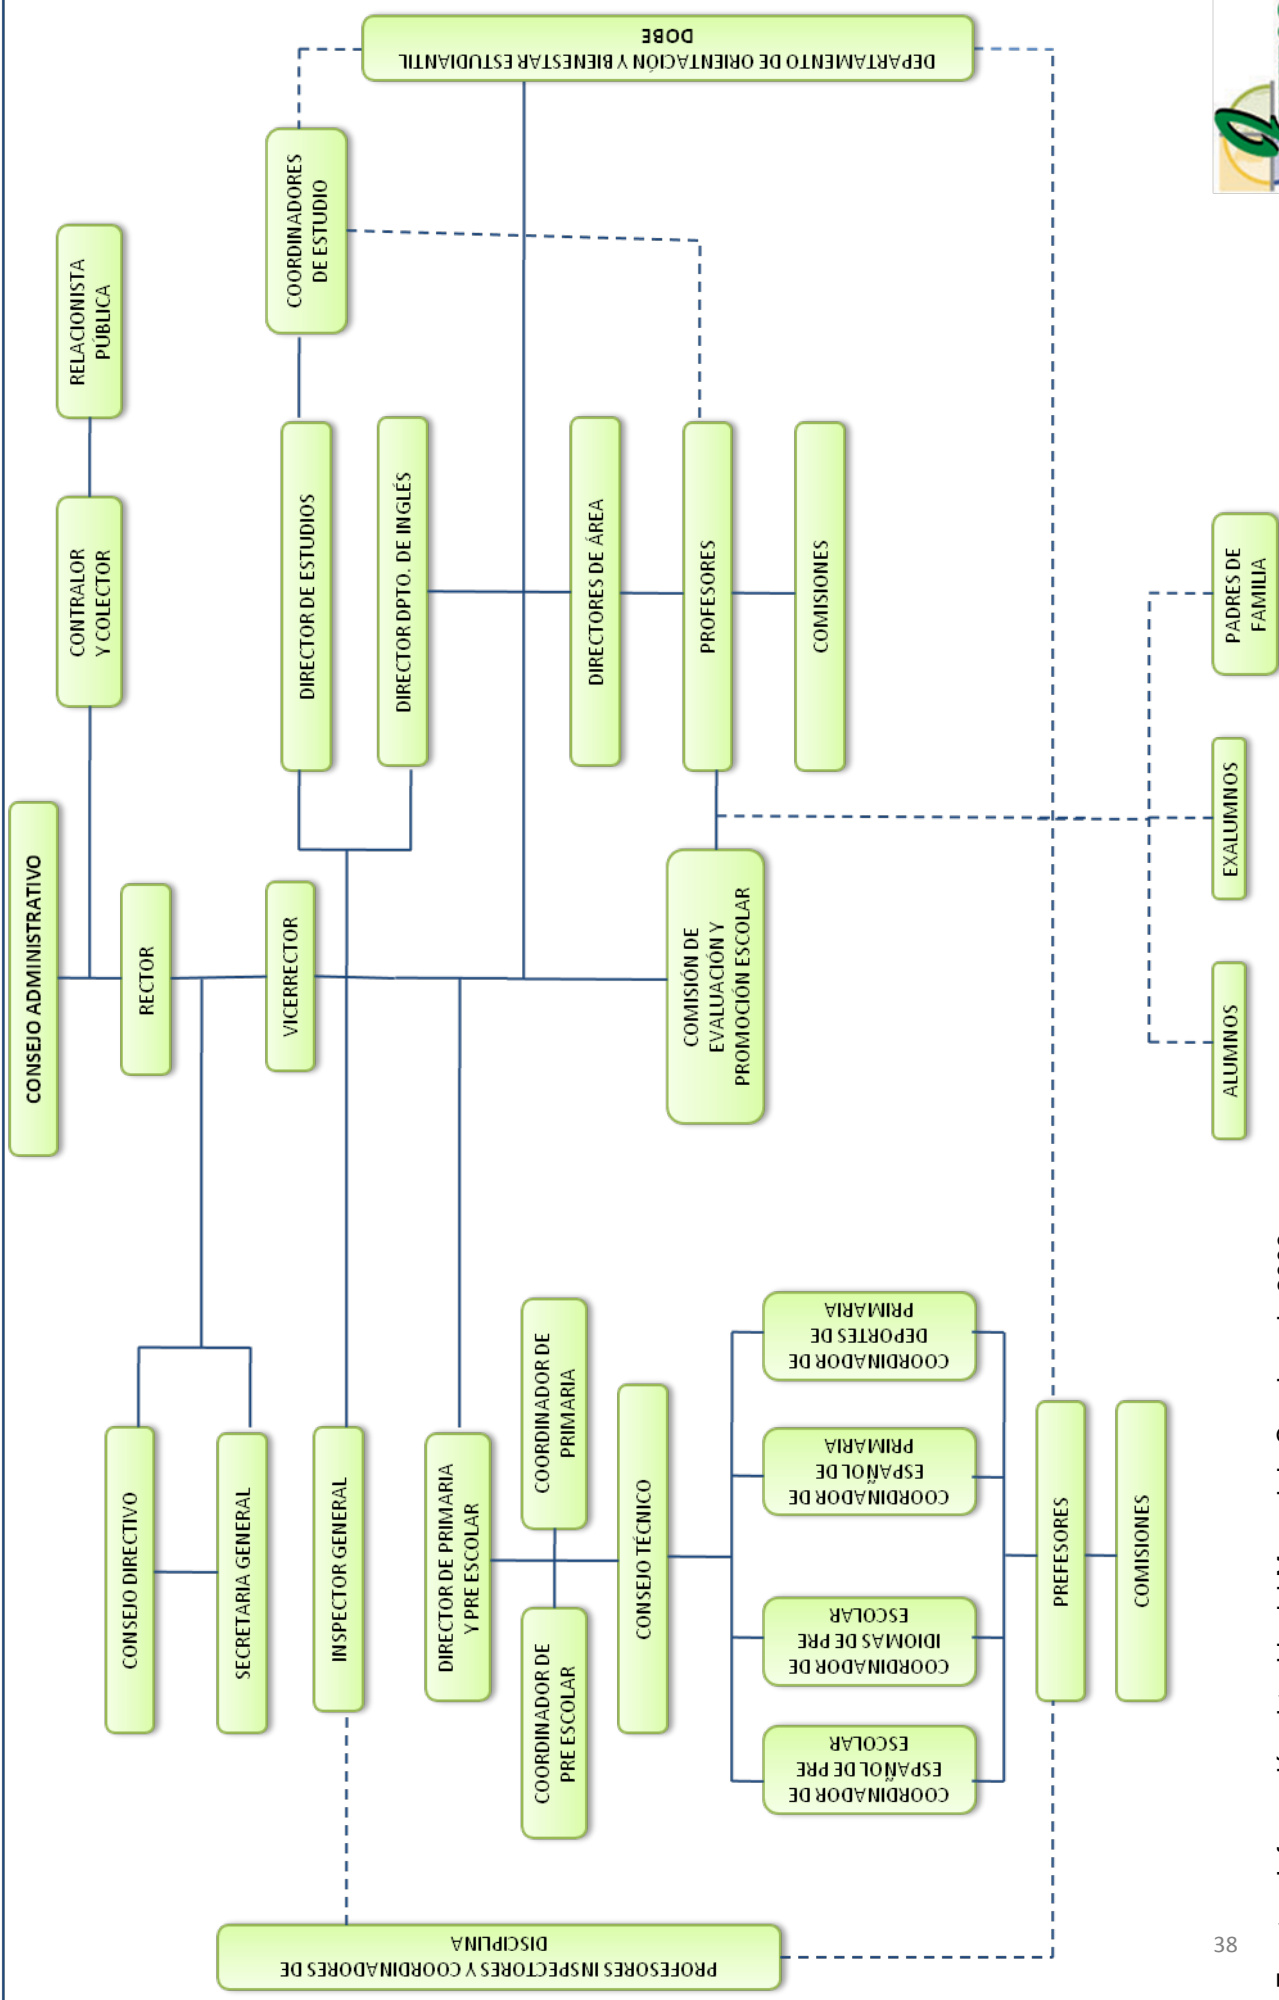 CONSEJO ADMINISTRATIVO
CONTRALOR
Y COLECTOR
RELACIONISTA
PÚBLICA
RECTOR
CONSEJO DIRECTIVO
SECRETARIA GENERAL
VICERRECTOR
INSPECTOR GENERAL
DIRECTOR DE ESTUDIOS
COORDINADORES
DE ESTUDIO
DIRECTOR DPTO. DE INGLÉS
DEPARTAMENTO DE ORIENTACIÓN Y BIENESTAR ESTUDIANTIL
DOBE
PROFESORES INSPECTORES Y COORDINADORES DE
DISCIPLINA
DIRECTOR DE PRIMARIA
Y PRE ESCOLAR
COORDINADOR DE
PRE ESCOLAR
COORDINADOR DE
PRIMARIA
DIRECTORES DE ÁREA
CONSEJO TÉCNICO
COMISIÓN DE
EVALUACIÓN Y
PROMOCIÓN ESCOLAR
PROFESORES
COMISIONES
COORDINADOR DE
ESPAÑOL DE PRE
ESCOLAR
COORDINADOR DE
IDIOMAS DE PRE
ESCOLAR
COORDINADOR DE
ESPAÑOL DE
PRIMARIA
COORDINADOR DE
DEPORTES DE
PRIMARIA
PREFESORES
COMISIONES
ALUMNOS
EXALUMNOS
PADRES DE
FAMILIA
38